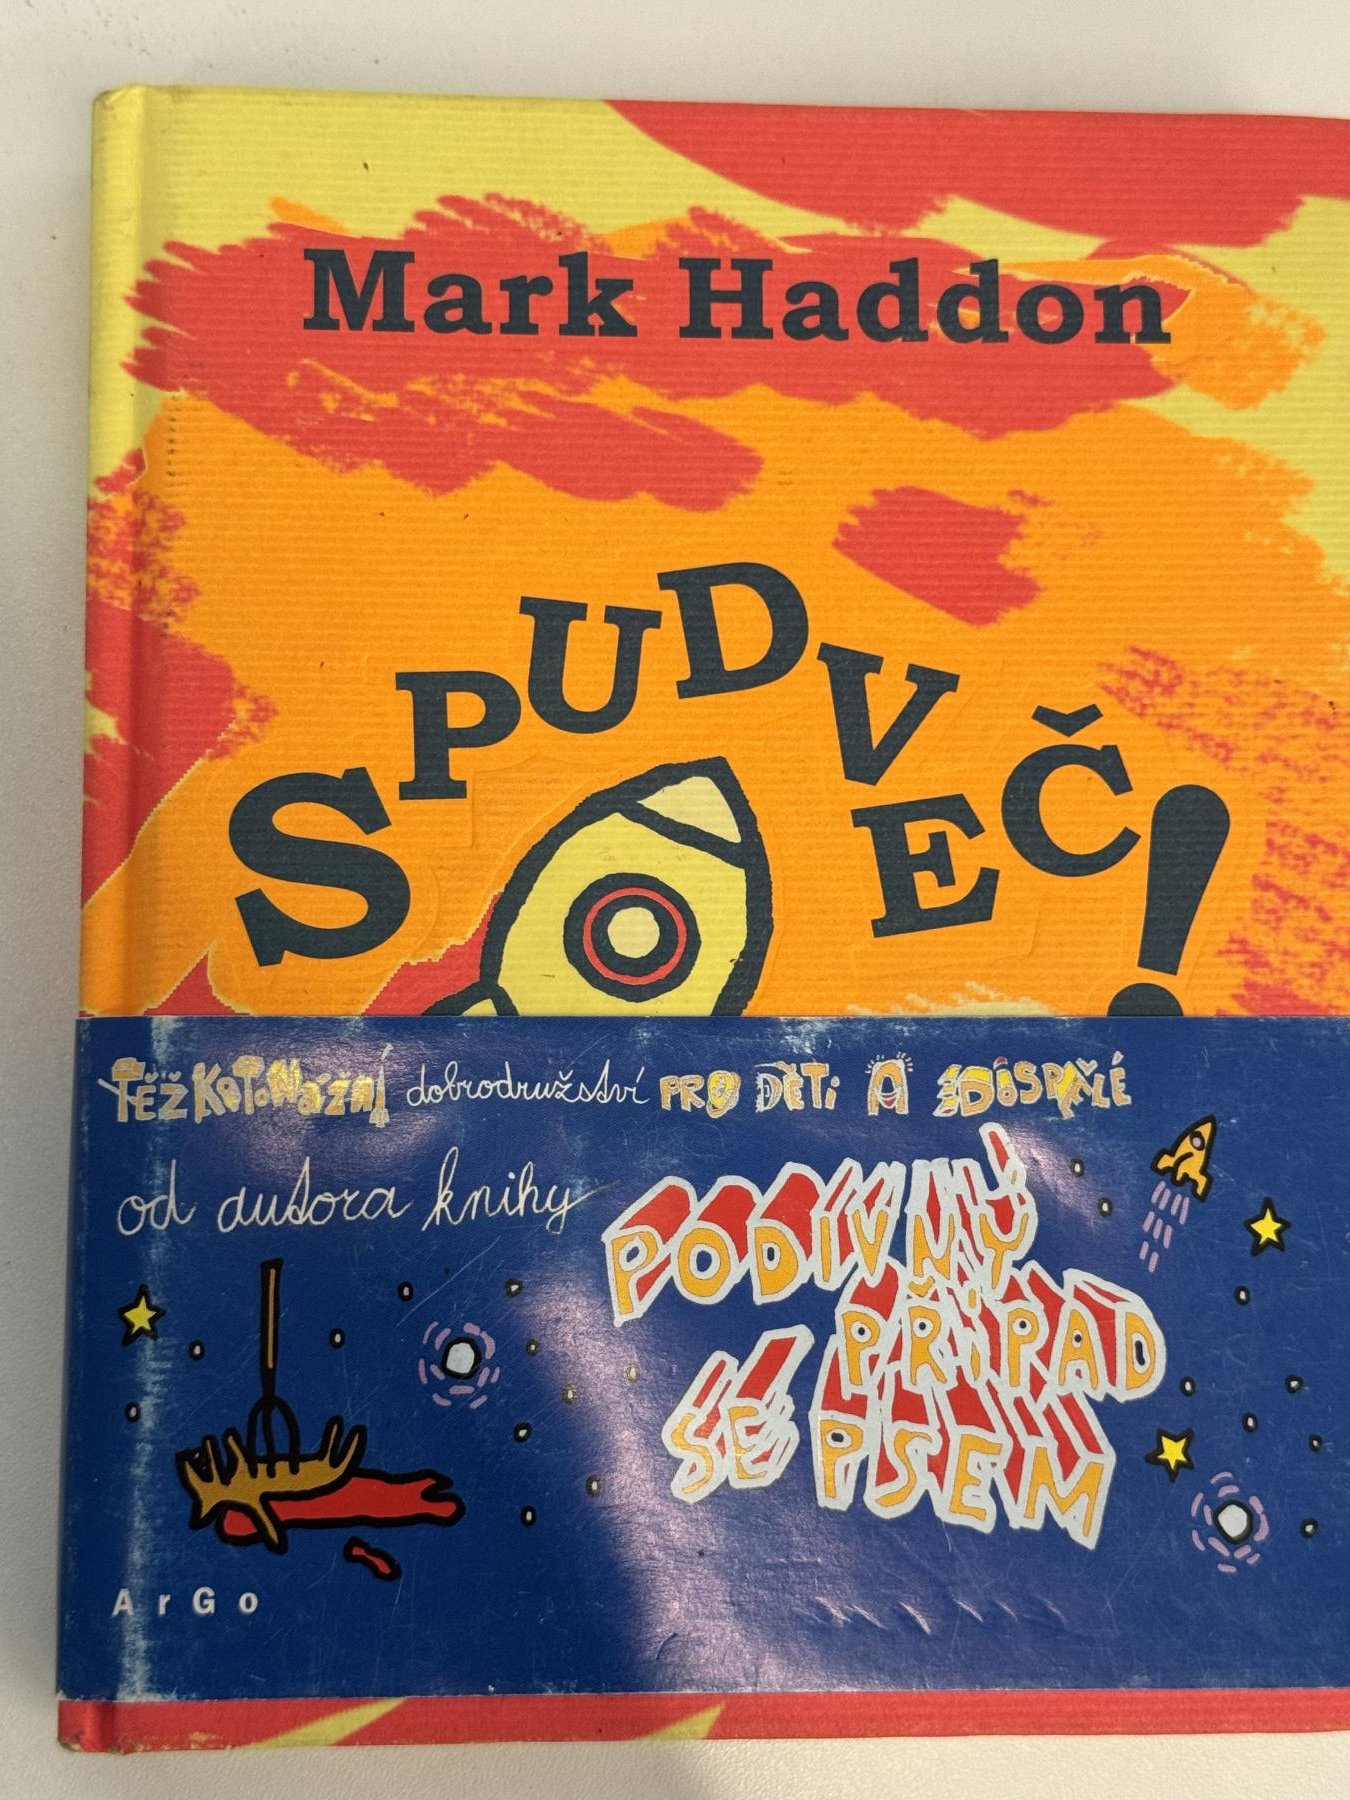 Mark Haddon
SPUDVEČ!
TĚŽKOTONÁŽNÍ dobrodružství PRO DĚTi A DOSPĚLÉ
od autora knihy
PODIVNÝ
PŘíPAD
SE PSEM
ArGo